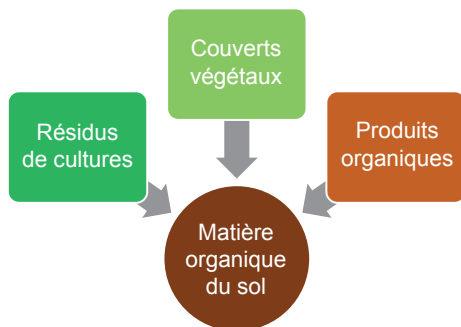 Couverts
végétaux
Résidus
de cultures
Produits
organiques
Matière
organique
du sol